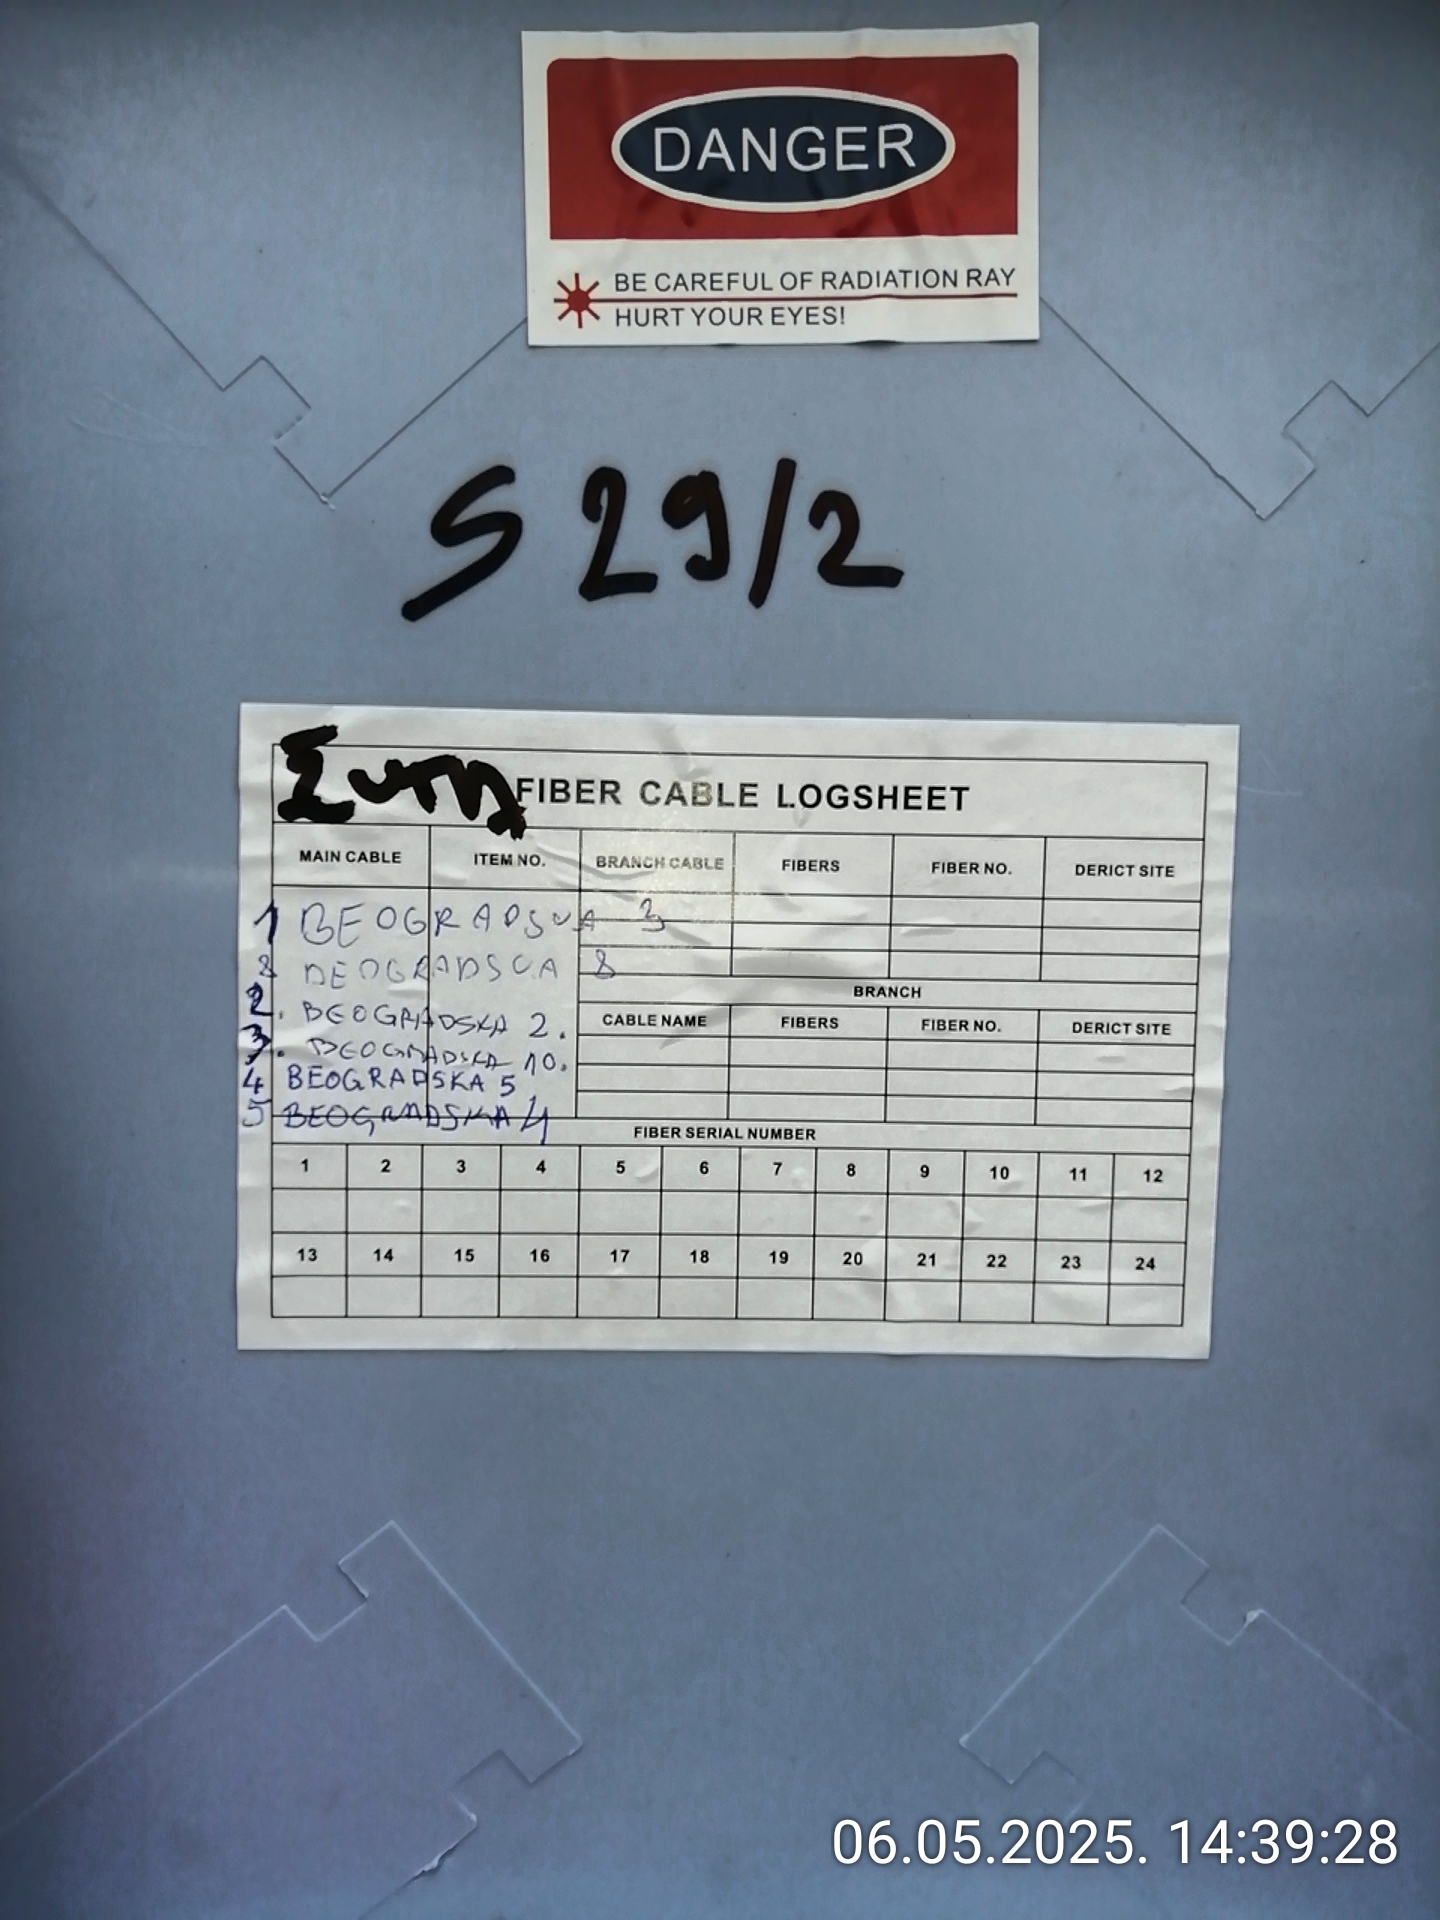 DANGER
BE CAREFUL OF RADIATION RAY
HURT YOUR EYES!
S 29/2
FIBER CABLE LOGSHEET
MAIN CABLE ITEM NO. BRANCH CABLE FIBERS FIBER NO. DERICT SITE
1 BEOGRADSKA 3
8 BEOGRADSKA 8
BRANCH
2. BEOGRADSKA 2.
CABLE NAME FIBERS FIBER NO. DERICT SITE
3. BEOGRADSKA 10.
4 BEOGRADSKA 5
5 BEOGRADSKA 4
FIBER SERIAL NUMBER
1 2 3 4 5 6 7 8 9 10 11 12
13 14 15 16 17 18 19 20 21 22 23 24
06.05.2025. 14:39:28